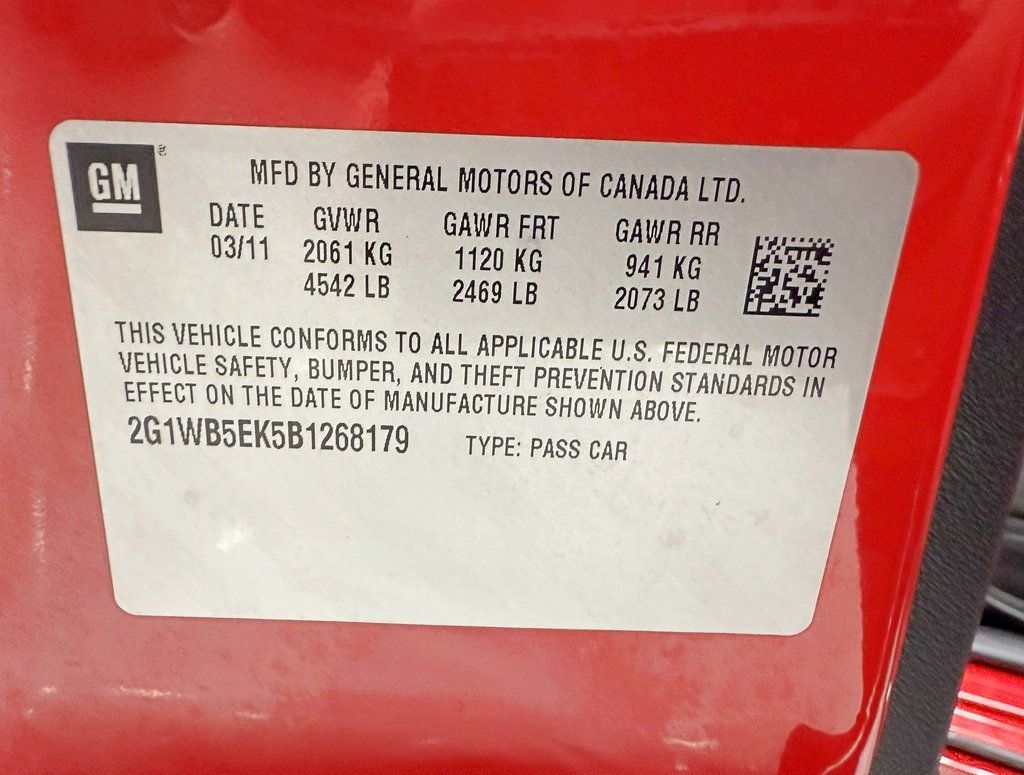 GM ®
MFD BY GENERAL MOTORS OF CANADA LTD.
DATE GVWR GAWR FRT GAWR RR
03/11 2061 KG 1120 KG 941 KG
4542 LB 2469 LB 2073 LB
THIS VEHICLE CONFORMS TO ALL APPLICABLE U.S. FEDERAL MOTOR
VEHICLE SAFETY, BUMPER, AND THEFT PREVENTION STANDARDS IN
EFFECT ON THE DATE OF MANUFACTURE SHOWN ABOVE.
2G1WB5EK5B1268179 TYPE: PASS CAR